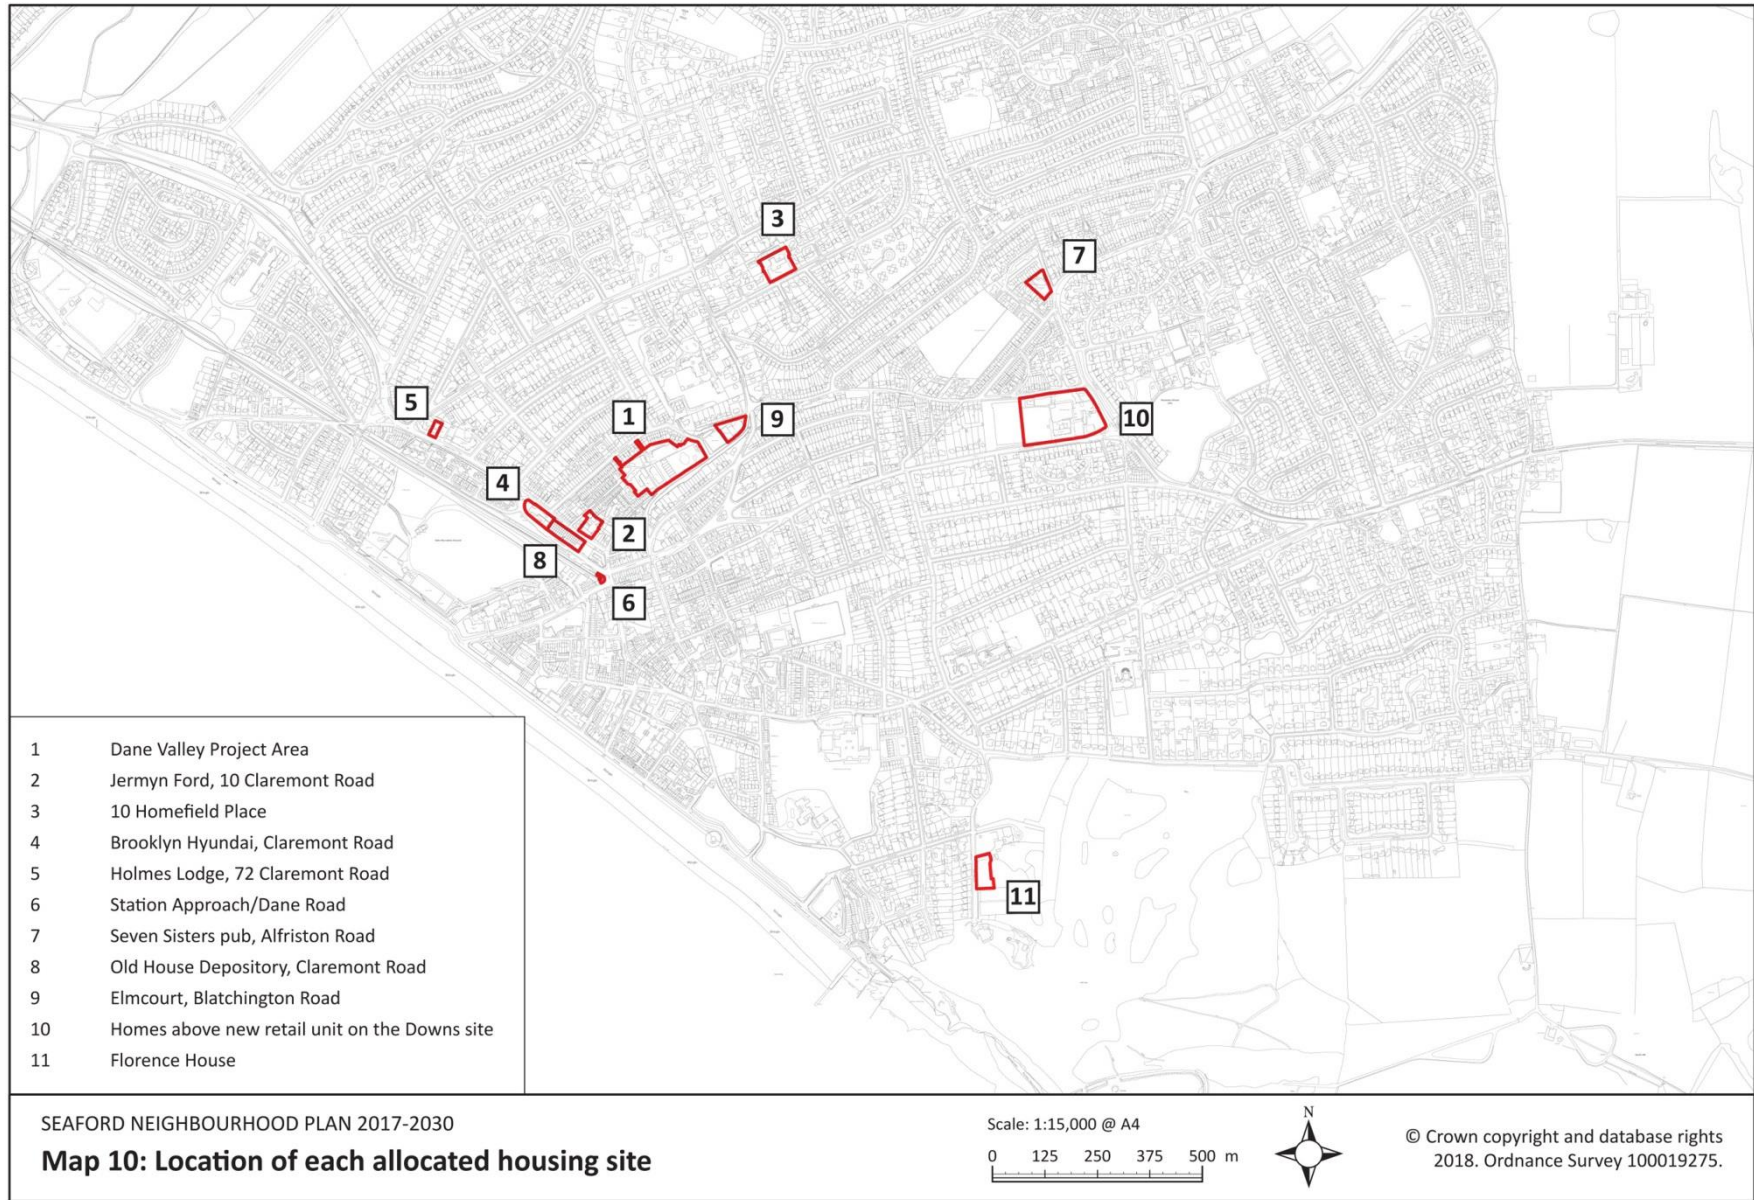 3
7
5
1
9
10
4
2
8
6
11
1 Dane Valley Project Area
2 Jermyn Ford, 10 Claremont Road
3 10 Homefield Place
4 Brooklyn Hyundai, Claremont Road
5 Holmes Lodge, 72 Claremont Road
6 Station Approach/Dane Road
7 Seven Sisters pub, Alfriston Road
8 Old House Depository, Claremont Road
9 Elmcourt, Blatchington Road
10 Homes above new retail unit on the Downs site
11 Florence House
SEAFORD NEIGHBOURHOOD PLAN 2017-2030
Map 10: Location of each allocated housing site
Scale: 1:15,000 @ A4
0 125 250 375 500 m
N
© Crown copyright and database rights
2018. Ordnance Survey 100019275.